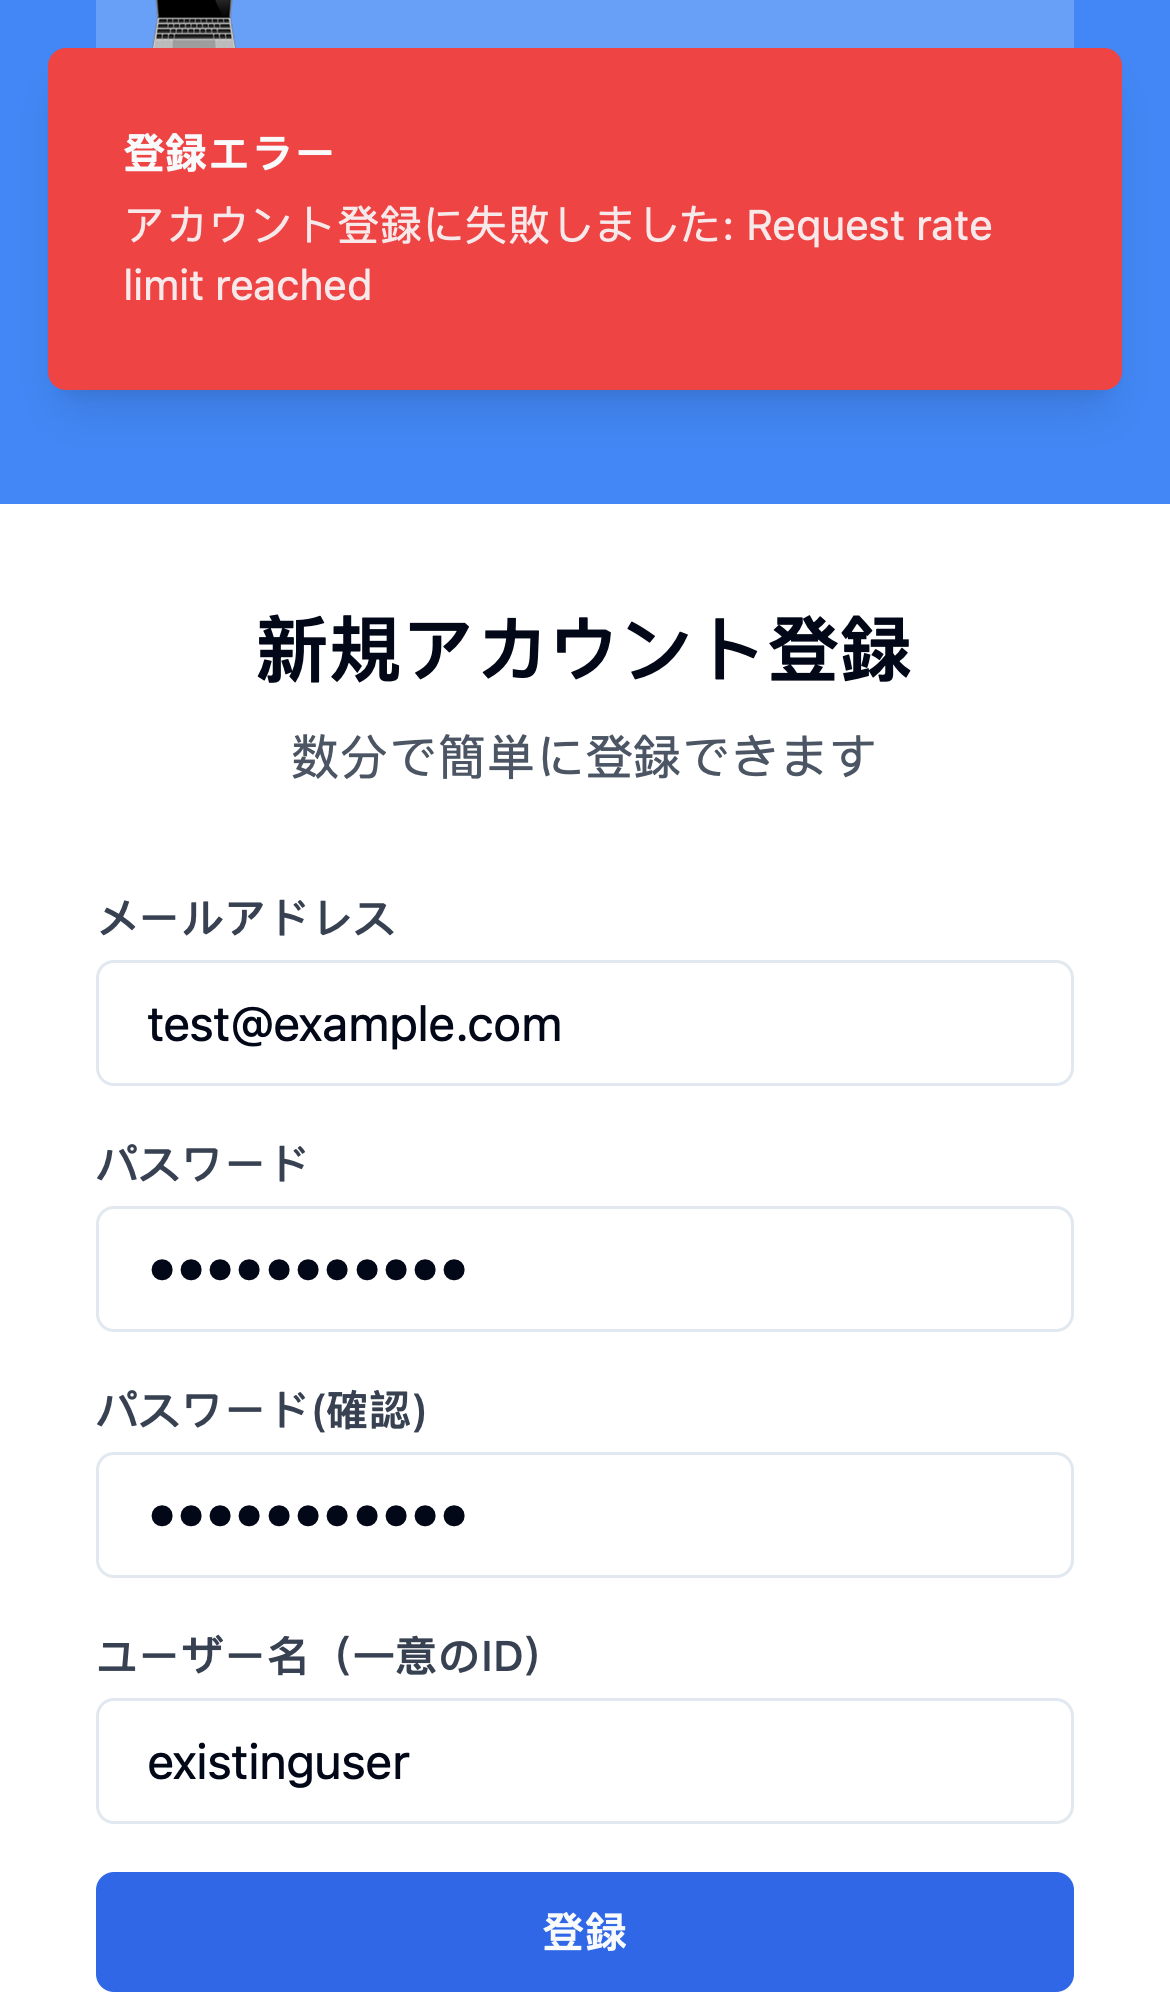 登録エラー
アカウント登録に失敗しました: Request rate
limit reached
新規アカウント登録
数分で簡単に登録できます
メールアドレス
test@example.com
パスワード
●●●●●●●●●●●
パスワード(確認)
●●●●●●●●●●●
ユーザー名（一意のID）
existinguser
登録